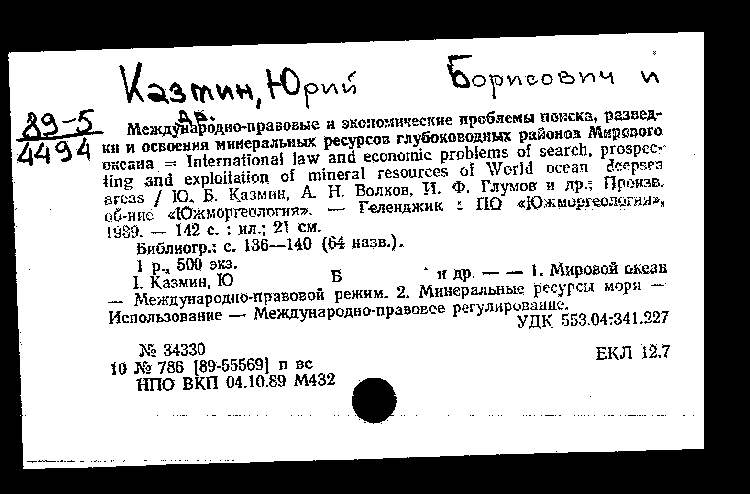 Казмин, Юрий Борисович и
др.
89-5
4494
Международно-правовые и экономические проблемы поиска, развед-
ки и освоения минеральных ресурсов глубоководных районов Мирового
океана = International law and economic problems of search, prospec-
ting and exploitation of mineral resources of World ocean deepsea
areas / Ю. Б. Казмин, А. Н. Волков, И. Ф. Глумов и др.; Произв.
об-ние «Южморгеология». — Геленджик : ПО «Южморгеология»,
1989. — 142 с. : ил.; 21 см.
Библиогр.: с. 136—140 (64 назв.).
1 р., 500 экз.
I. Казмин, Ю Б и др. — — 1. Мировой океан
— Международно-правовой режим. 2. Минеральные ресурсы моря —
Использование — Международно-правовое регулирование.
УДК 553.04:341.227
№ 34330
10 № 786 [89-55569] п вс
НПО ВКП 04.10.89 М432
ЕКЛ 12.7